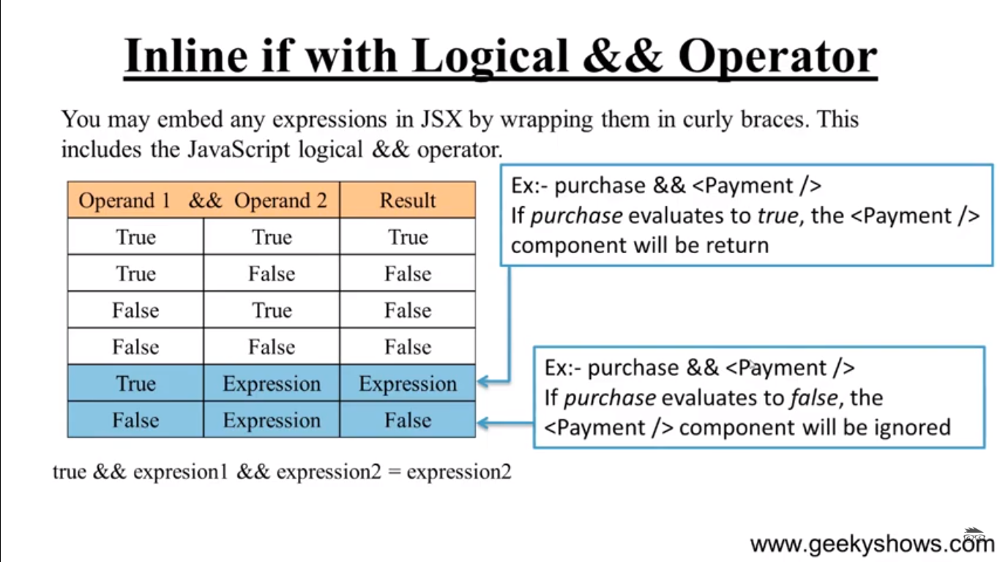 Inline if with Logical && Operator
You may embed any expressions in JSX by wrapping them in curly braces. This
includes the JavaScript logical && operator.
Operand 1 && Operand 2 Result
True True True
True False False
False True False
False False False
True Expression Expression
False Expression False
Ex:- purchase && <Payment />
If purchase evaluates to true, the <Payment />
component will be return
Ex:- purchase && <Payment />
If purchase evaluates to false, the
<Payment /> component will be ignored
true && expresion1 && expression2 = expression2
www.geekyshows.com